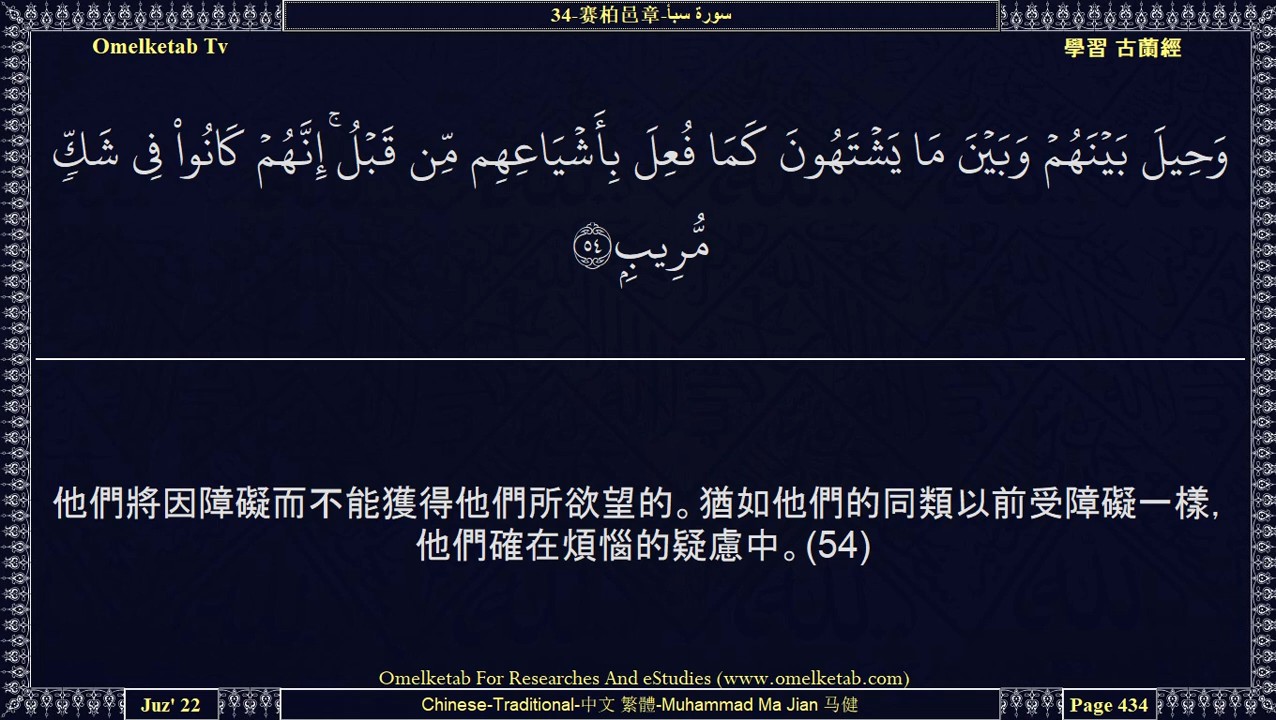 34-赛柏邑章-سورة سبأ
Omelketab Tv
學習 古蘭經
وَحِيلَ بَيْنَهُمْ وَبَيْنَ مَا يَشْتَهُونَ كَمَا فُعِلَ بِأَشْيَاعِهِم مِّن قَبْلُ ۚ إِنَّهُمْ كَانُوا۟ فِى شَكٍّۢ
مُّرِيبٍۭ ٥٤
他們將因障礙而不能獲得他們所欲望的。猶如他們的同類以前受障礙一樣,
他們確在煩惱的疑慮中。(54)
Omelketab For Researches And eStudies (www.omelketab.com)
Juz' 22
Chinese-Traditional-中文 繁體-Muhammad Ma Jian 马健
Page 434